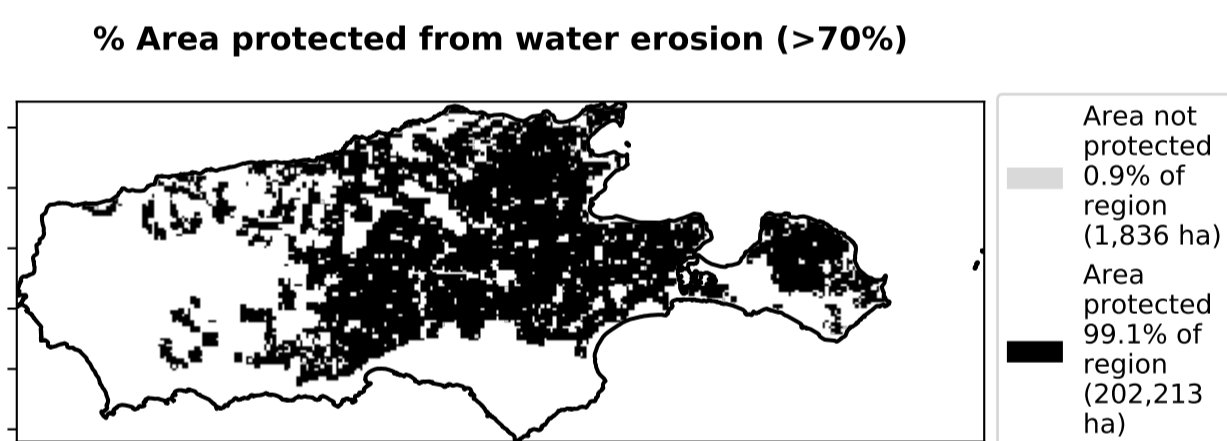 % Area protected from water erosion (>70%)
Area not
protected
0.9% of
region
(1,836 ha)
Area
protected
99.1% of
region
(202,213
ha)